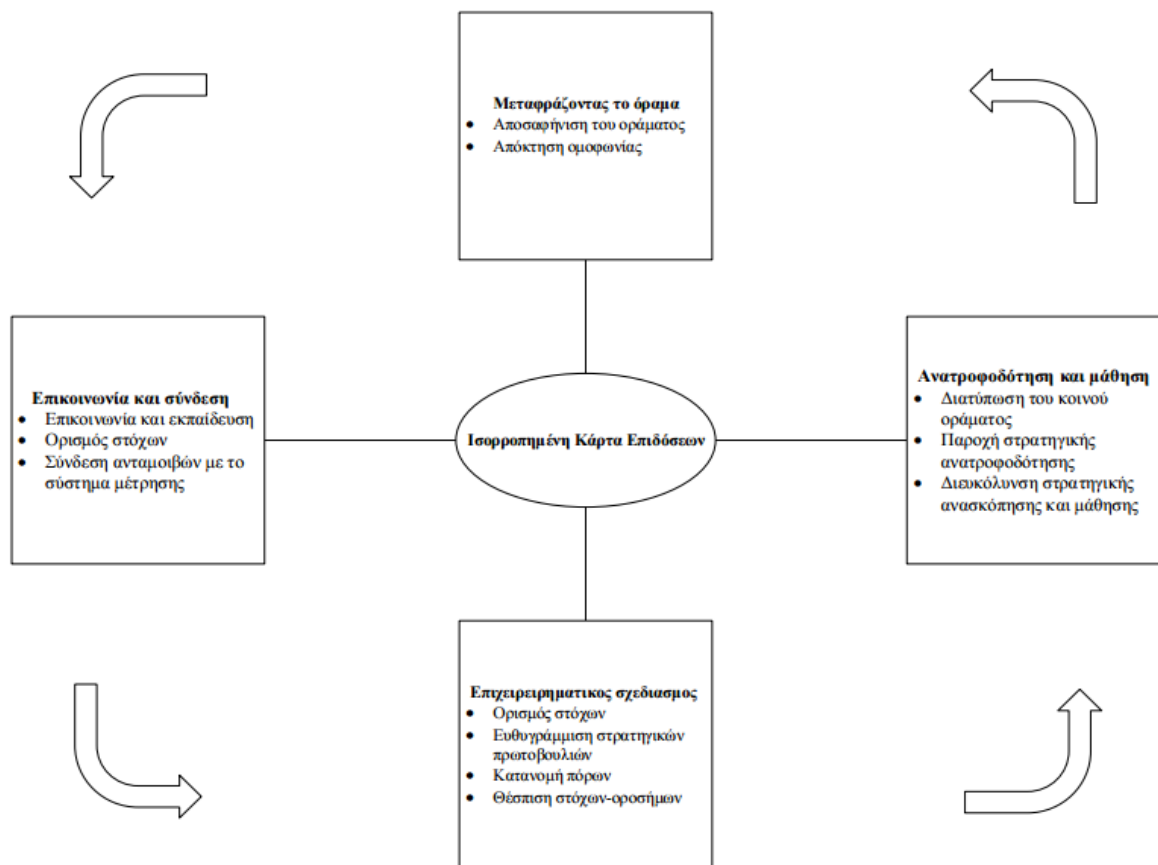 Μεταφράζοντας το όραμα
• Αποσαφήνιση του οράματος
• Απόκτηση ομοφωνίας
Επικοινωνία και σύνδεση
• Επικοινωνία και εκπαίδευση
• Ορισμός στόχων
• Σύνδεση ανταμοιβών με το
σύστημα μέτρησης
Ισορροπημένη Κάρτα Επιδόσεων
Ανατροφοδότηση και μάθηση
• Διατύπωση του κοινού
οράματος
• Παροχή στρατηγικής
ανατροφοδότησης
• Διευκόλυνση στρατηγικής
ανασκόπησης και μάθησης
Επιχειρειρηματικος σχεδιασμος
• Ορισμός στόχων
• Ευθυγράμμιση στρατηγικών
πρωτοβουλιών
• Κατανομή πόρων
• Θέσπιση στόχων-οροσήμων